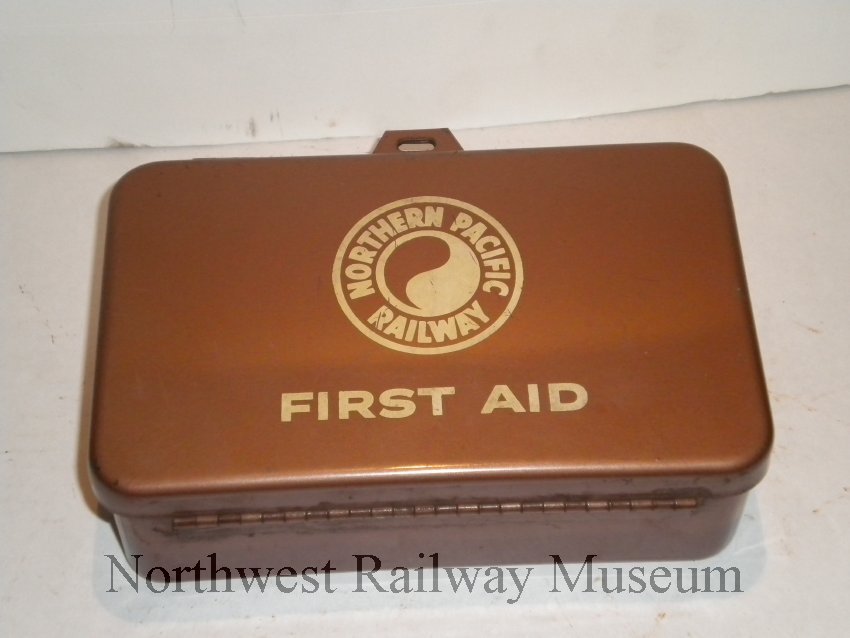 NORTHERN PACIFIC
RAILWAY
FIRST AID
Northwest Railway Museum